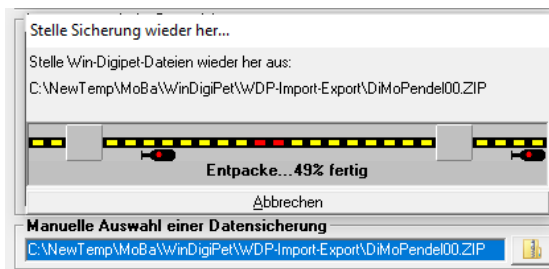 Stelle Sicherung wieder her...
Stelle Win-Digipet-Dateien wieder her aus:
C:\NewTemp\MoBa\WinDigiPet\WDP-Import-Export\DiMoPendel00.ZIP
Entpacke...49% fertig
Abbrechen
Manuelle Auswahl einer Datensicherung
C:\NewTemp\MoBa\WinDigiPet\WDP-Import-Export\DiMoPendel00.ZIP